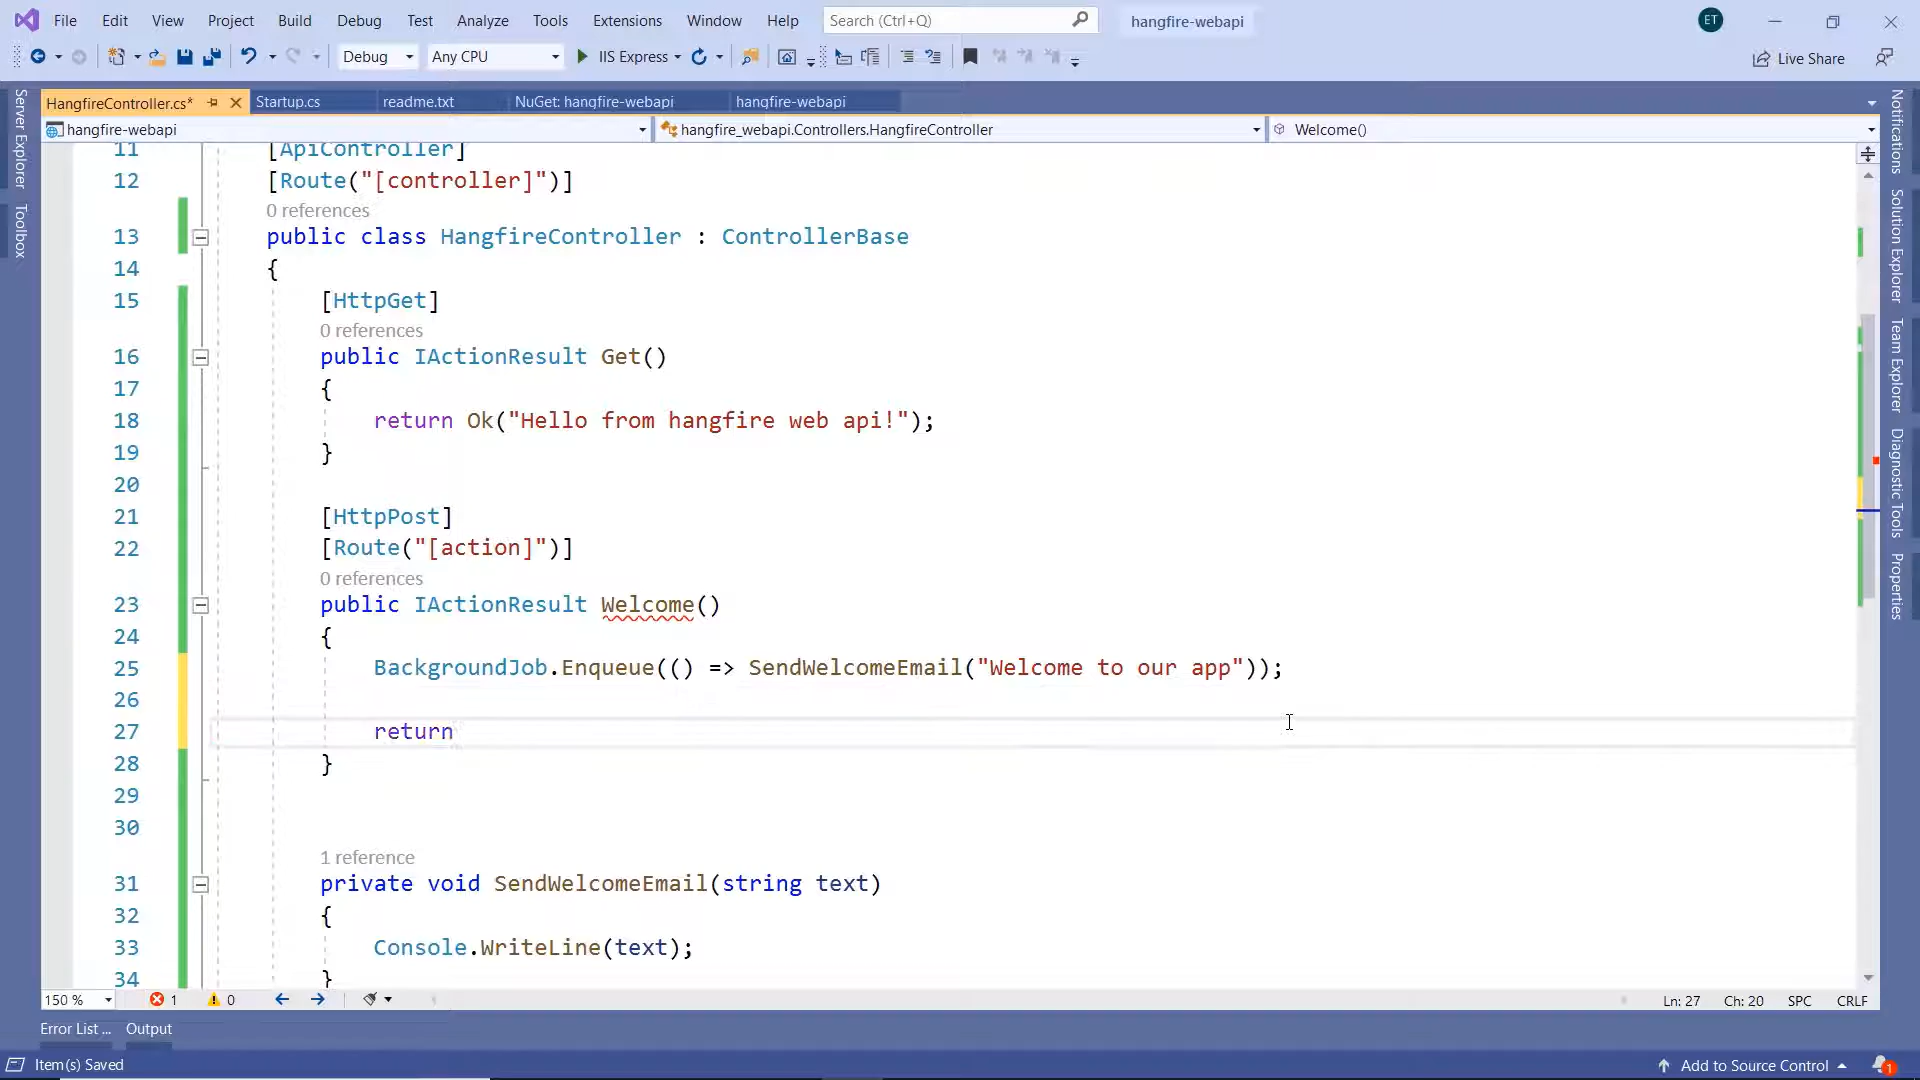 File Edit View Project Build Debug Test Analyze Tools Extensions Window Help Search (Ctrl+Q) hangfire-webapi ET
Debug Any CPU IIS Express Live Share
HangfireController.cs* Startup.cs readme.txt NuGet: hangfire-webapi hangfire-webapi
hangfire-webapi hangfire_webapi.Controllers.HangfireController Welcome()
Server Explorer
Toolbox
11 [ApiController]
12 [Route("[controller]")]
0 references
13 public class HangfireController : ControllerBase
14 {
15 [HttpGet]
0 references
16 public IActionResult Get()
17 {
18 return Ok("Hello from hangfire web api!");
19 }
20
21 [HttpPost]
22 [Route("[action]")]
0 references
23 public IActionResult Welcome()
24 {
25 BackgroundJob.Enqueue(() => SendWelcomeEmail("Welcome to our app"));
26
27 return
28 }
29
30
1 reference
31 private void SendWelcomeEmail(string text)
32 {
33 Console.WriteLine(text);
34 }
Notifications
Solution Explorer
Team Explorer
Diagnostic Tools
Properties
150 % 1 0 Ln: 27 Ch: 20 SPC CRLF
Error List ... Output
Item(s) Saved Add to Source Control 1